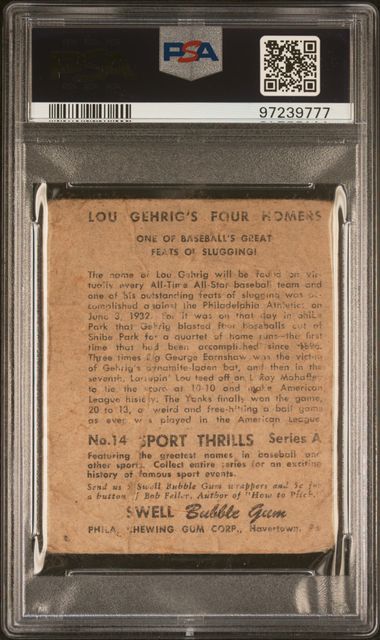 PSA
97239777
LOU GEHRIG'S FOUR HOMERS
ONE OF BASEBALL'S GREAT
FEATS OF SLUGGING!
The name of Lou Gehrig will be found on vir-
tually every All-Time All-Star baseball team and
one of his outstanding feats of slugging was ac-
complished against the Philadelphia Athletics on
June 3, 1932. For it was on that day in Shibe
Park that Gehrig blasted four baseballs out of
Shibe Park for a quartet of home runs—the first
time that had been accomplished since
Three times Big George Earnshaw was the victim
of Gehrig's dynamite-laden bat, and then in the
seventh, Larrupin' Lou teed off on L Roy Mahaffey
to tie the score at 10-10 and make American
League history. The Yanks finally won the game,
20 to 13, a weird and free-hitting ball game
as ever was played in the American League
No. 14 SPORT THRILLS Series A
Featuring the greatest names in baseball and
other sports. Collect entire series for an exciting
history of famous sport events.
Send us 5 Swell Bubble Gum wrappers and 5c for
a button of Bob Feller, Author of "How to Pitch."
SWELL Bubble Gum
PHILA. CHEWING GUM CORP., Havertown, Pa